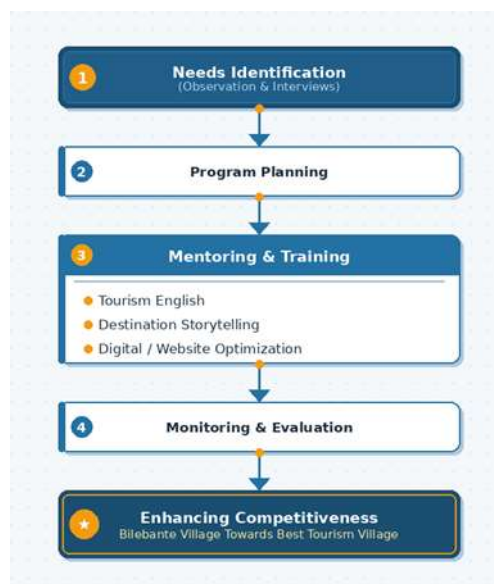 1
Needs Identification
(Observation & Interviews)
2
Program Planning
3
Mentoring & Training
Tourism English
Destination Storytelling
Digital / Website Optimization
4
Monitoring & Evaluation
Enhancing Competitiveness
Bilebante Village Towards Best Tourism Village